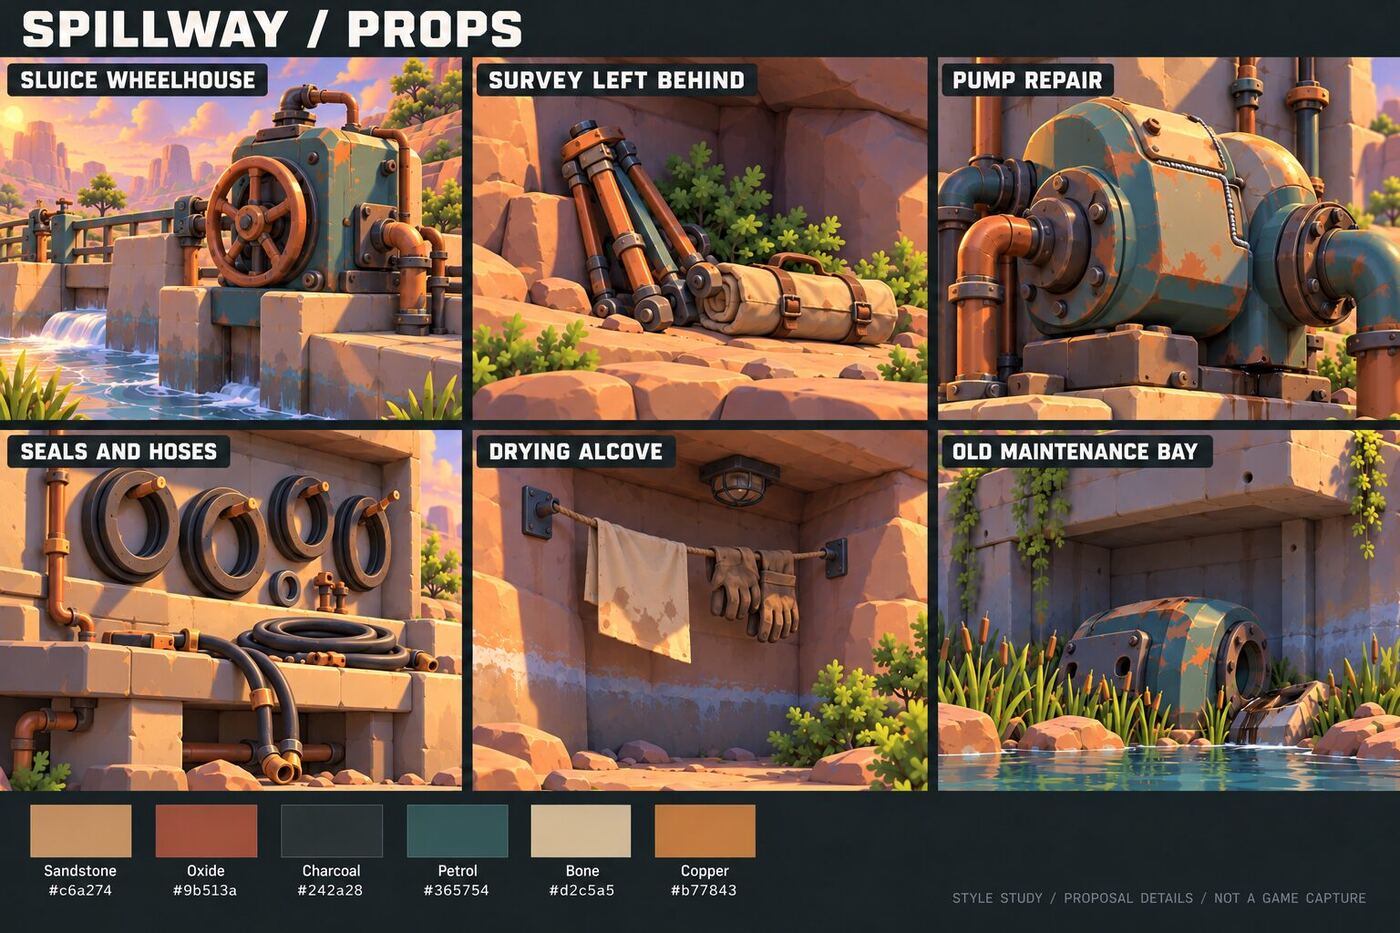 SPILLWAY / PROPS
SLUICE WHEELHOUSE
SURVEY LEFT BEHIND
PUMP REPAIR
SEALS AND HOSES
DRYING ALCOVE
OLD MAINTENANCE BAY
Sandstone
#c6a274
Oxide
#9b513a
Charcoal
#242a28
Petrol
#365754
Bone
#d2c5a5
Copper
#b77843
STYLE STUDY / PROPOSAL DETAILS / NOT A GAME CAPTURE